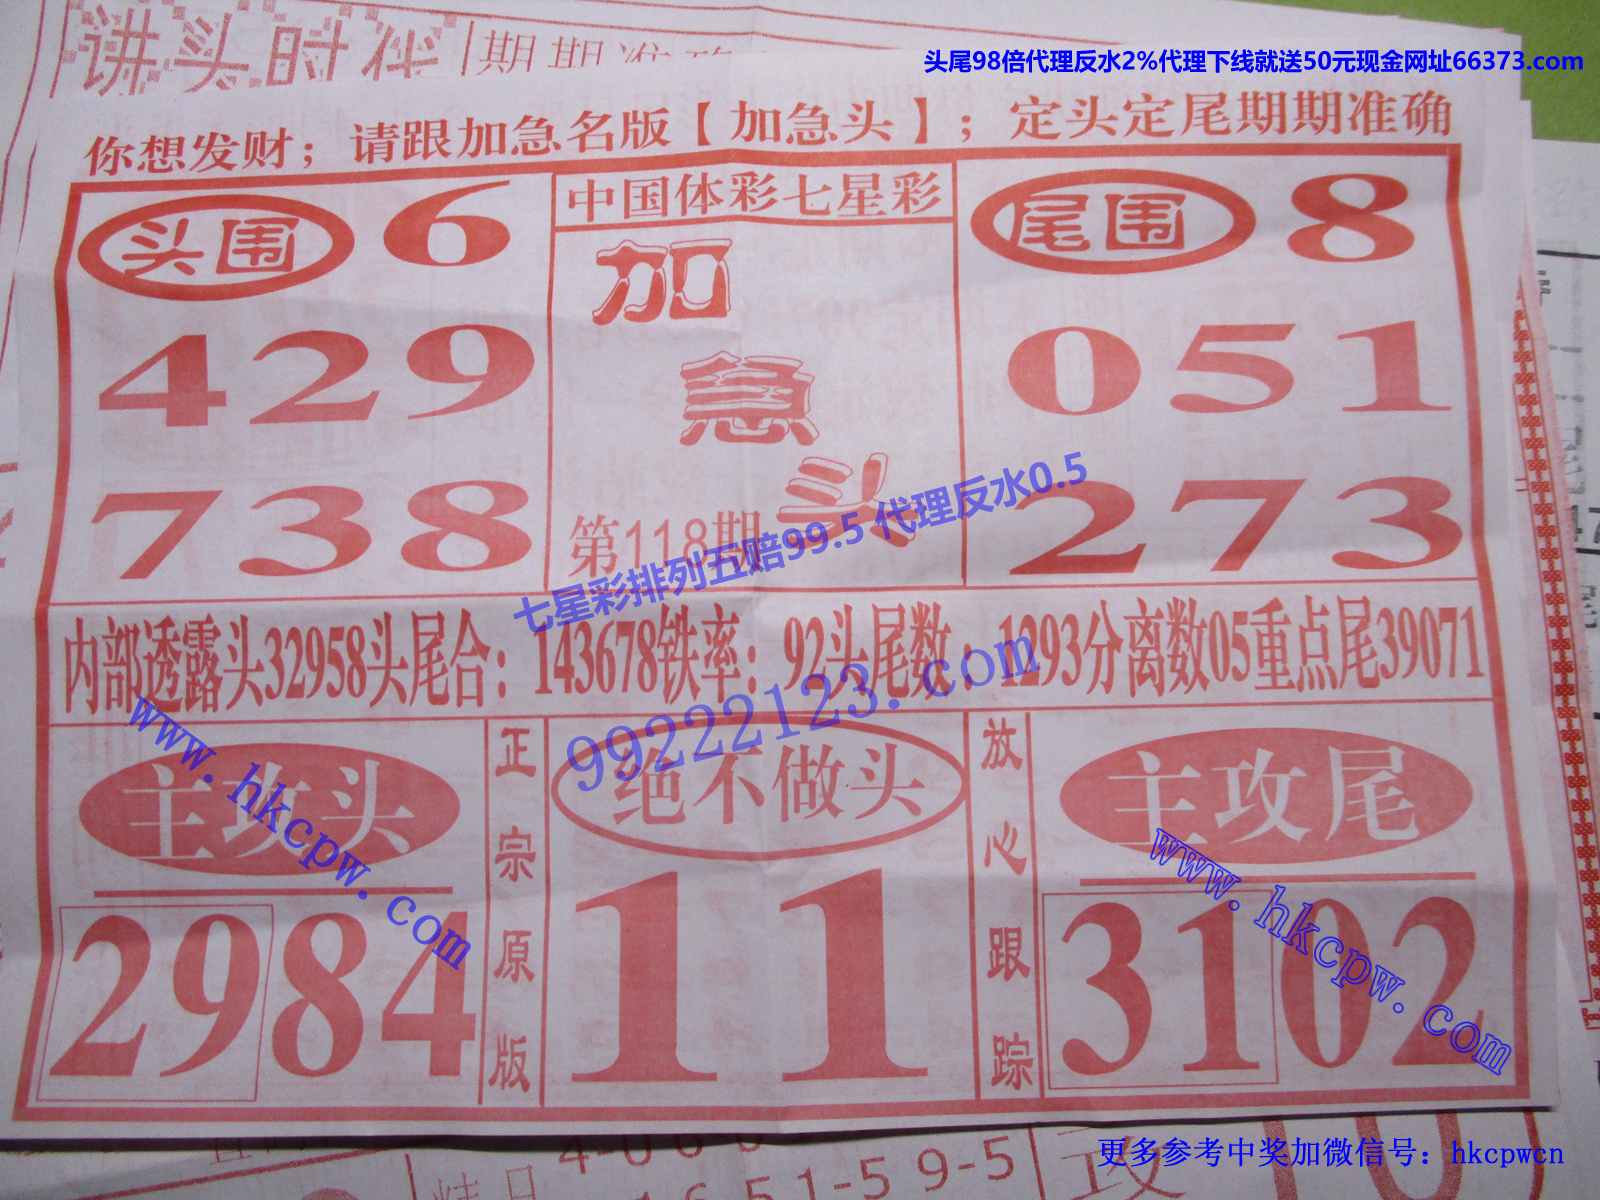 讲头时伴 期期准确
头尾98倍代理反水2%代理下线就送50元现金网址66373.com
你想发财；请跟加急名版【加急头】；定头定尾期期准确
头围 6
429
738
中国体彩七星彩
加
急
头
第118期
尾围 8
051
273
七星彩排列五赔99.5 代理反水0.5
内部透露头32958头尾合：143678铁率：92头尾数：1293分离数05重点尾39071
99222123.com
www.hkcpw.com
主攻头
2984
正宗原版
绝不做头
11
放心跟踪
主攻尾
3102
www.hkcpw.com
更多参考中奖加微信号：hkcpwcn